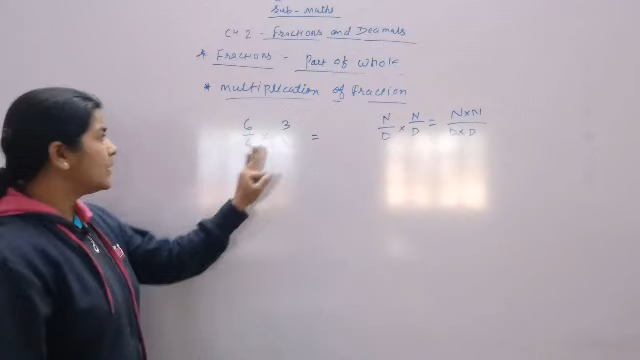 Sub - maths
CH 2 - Fractions and Decimals
* Fractions - Part of whole
* Multiplication of Fraction
6/ × 3 =
N/D × N/D = N×N/D×D